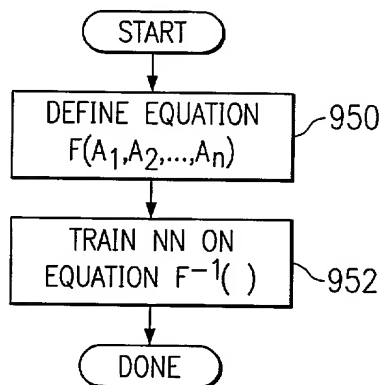 START
DEFINE EQUATION
F(A₁,A₂,...,Aₙ)
950
TRAIN NN ON
EQUATION F⁻¹( )
952
DONE